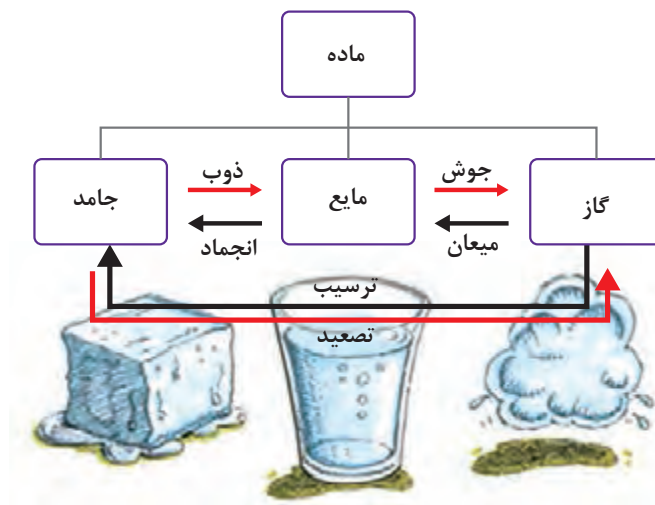 ماده
جامد
ذوب
مایع
جوش
گاز
انجماد
میعان
ترسیب
تصعید